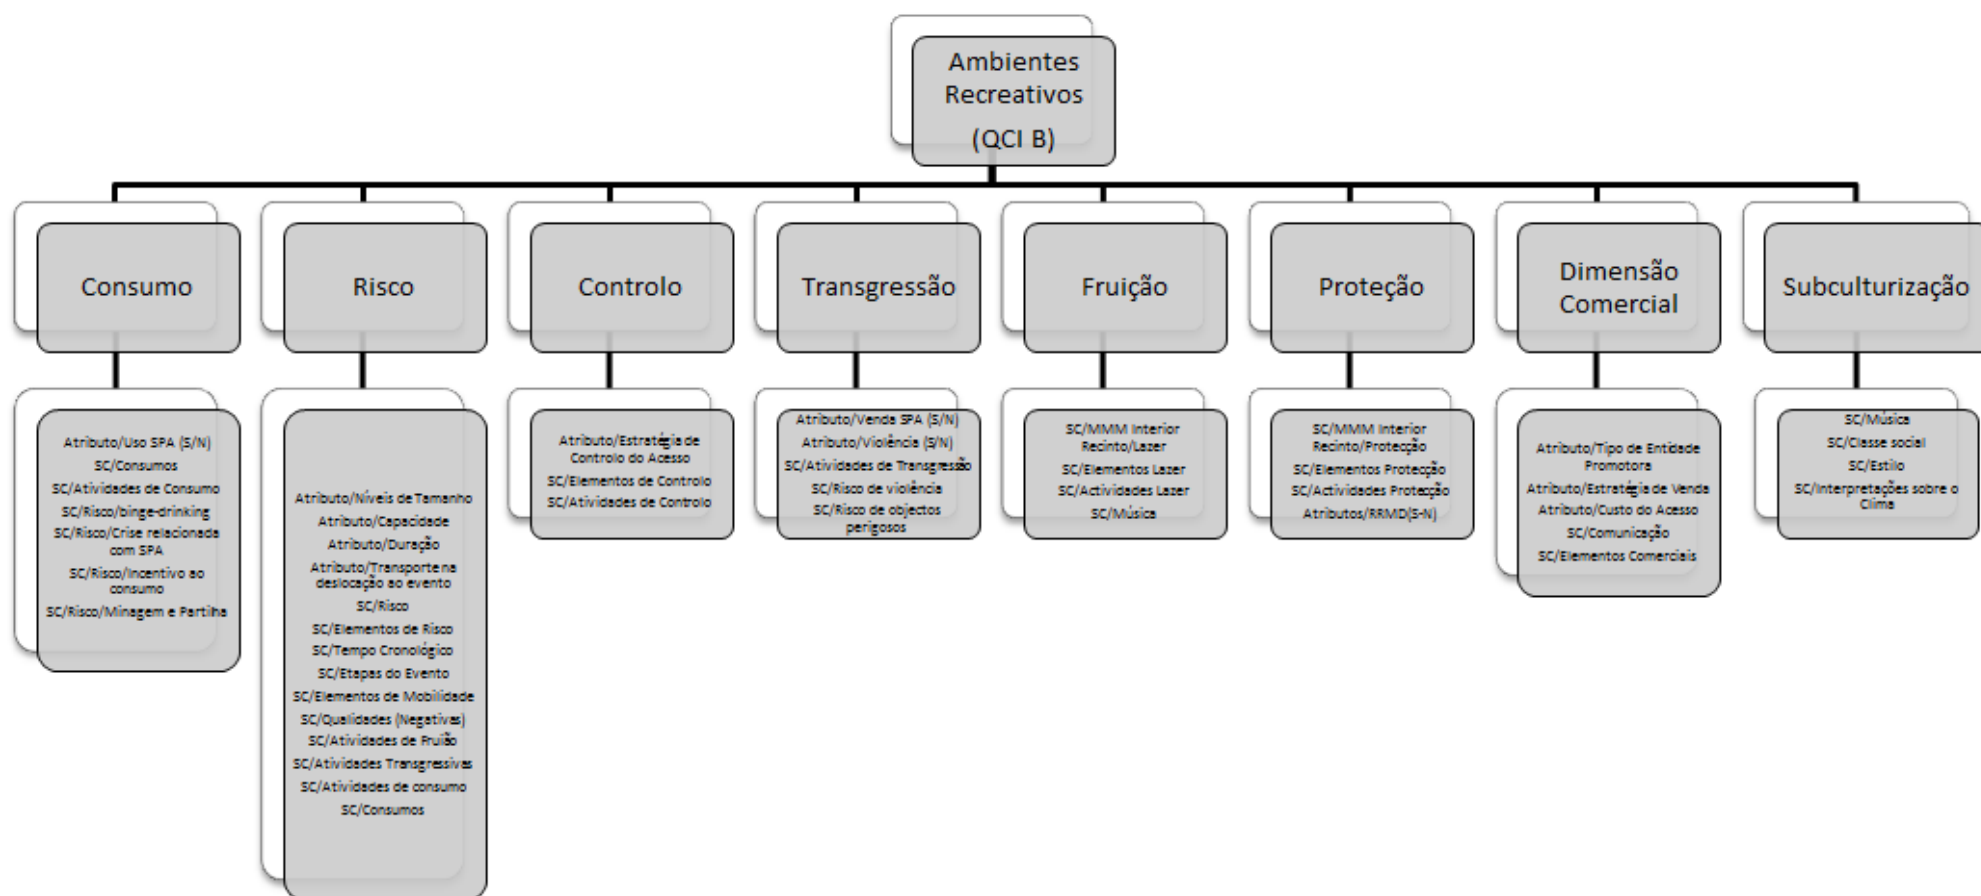 Ambientes
Recreativos
(QCI B)
Consumo
Risco
Controlo
Transgressão
Fruição
Proteção
Dimensão
Comercial
Subculturização
Atributo/Uso SPA (S/N)
SC/Consumos
SC/Atividades de Consumo
SC/Risco/binge-drinking
SC/Risco/Crise relacionada
com SPA
SC/Risco/Incentivo ao
consumo
SC/Risco/Minagem e Partilha
Atributo/Níveis de Tamanho
Atributo/Capacidade
Atributo/Duração
Atributo/Transporte na
deslocação ao evento
SC/Risco
SC/Elementos de Risco
SC/Tempo Cronológico
SC/Etapas do Evento
SC/Elementos de Mobilidade
SC/Qualidades (Negativas)
SC/Atividades de Fruião
SC/Atividades Transgressivas
SC/Atividades de consumo
SC/Consumos
Atributo/Estratégia de
Controlo do Acesso
SC/Elementos de Controlo
SC/Atividades de Controlo
Atributo/Venda SPA (S/N)
Atributo/Violência (S/N)
SC/Atividades de Transgressão
SC/Risco de violência
SC/Risco de objectos
perigosos
SC/MMM Interior
Recinto/Lazer
SC/Elementos Lazer
SC/Actividades Lazer
SC/Música
SC/MMM Interior
Recinto/Protecção
SC/Elementos Protecção
SC/Actividades Protecção
Atributos/RRMD(S-N)
Atributo/Tipo de Entidade
Promotora
Atributo/Estratégia de Venda
Atributo/Custo do Acesso
SC/Comunicação
SC/Elementos Comerciais
SC/Música
SC/Classe social
SC/Estilo
SC/Interpretações sobre o
Clima